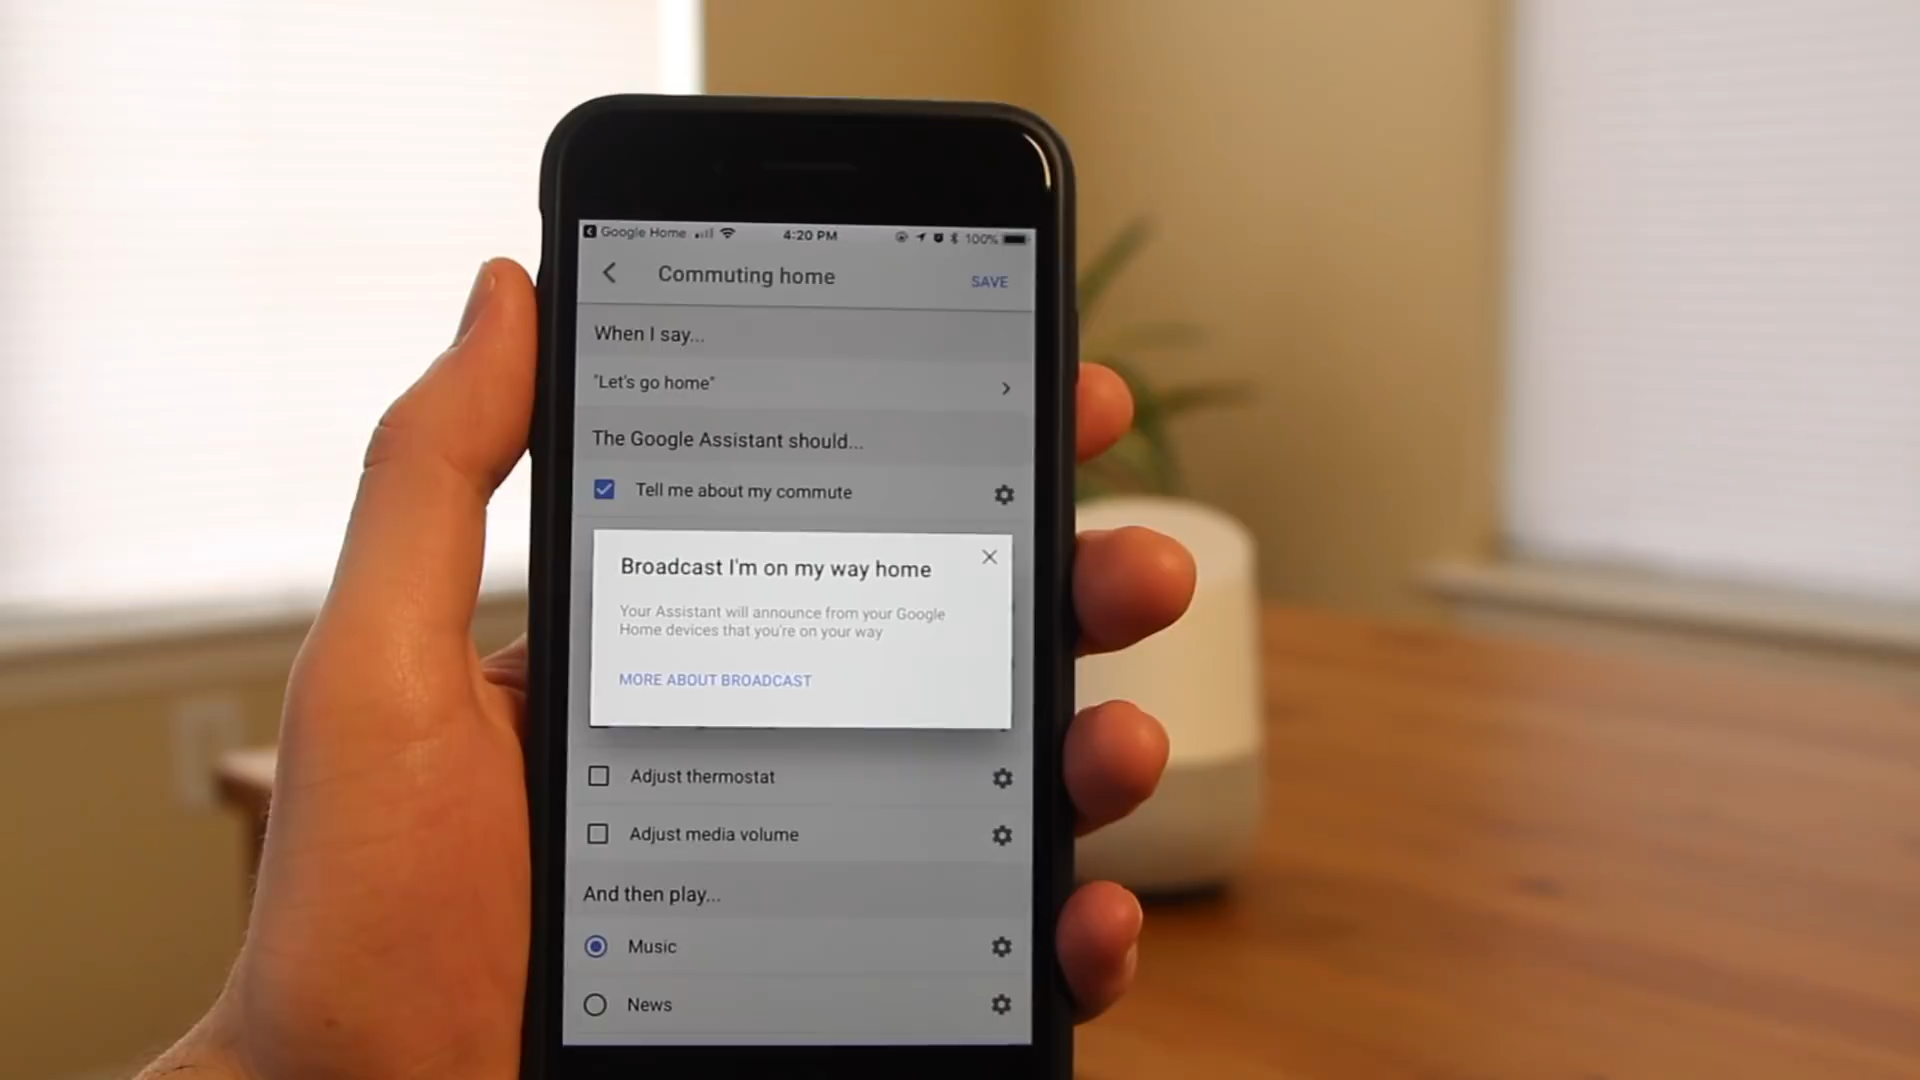 Google Home
4:20 PM
100%
Commuting home
SAVE
When I say...
"Let's go home"
The Google Assistant should...
Tell me about my commute
Broadcast I'm on my way home
Your Assistant will announce from your Google
Home devices that you're on your way
MORE ABOUT BROADCAST
Adjust thermostat
Adjust media volume
And then play...
Music
News